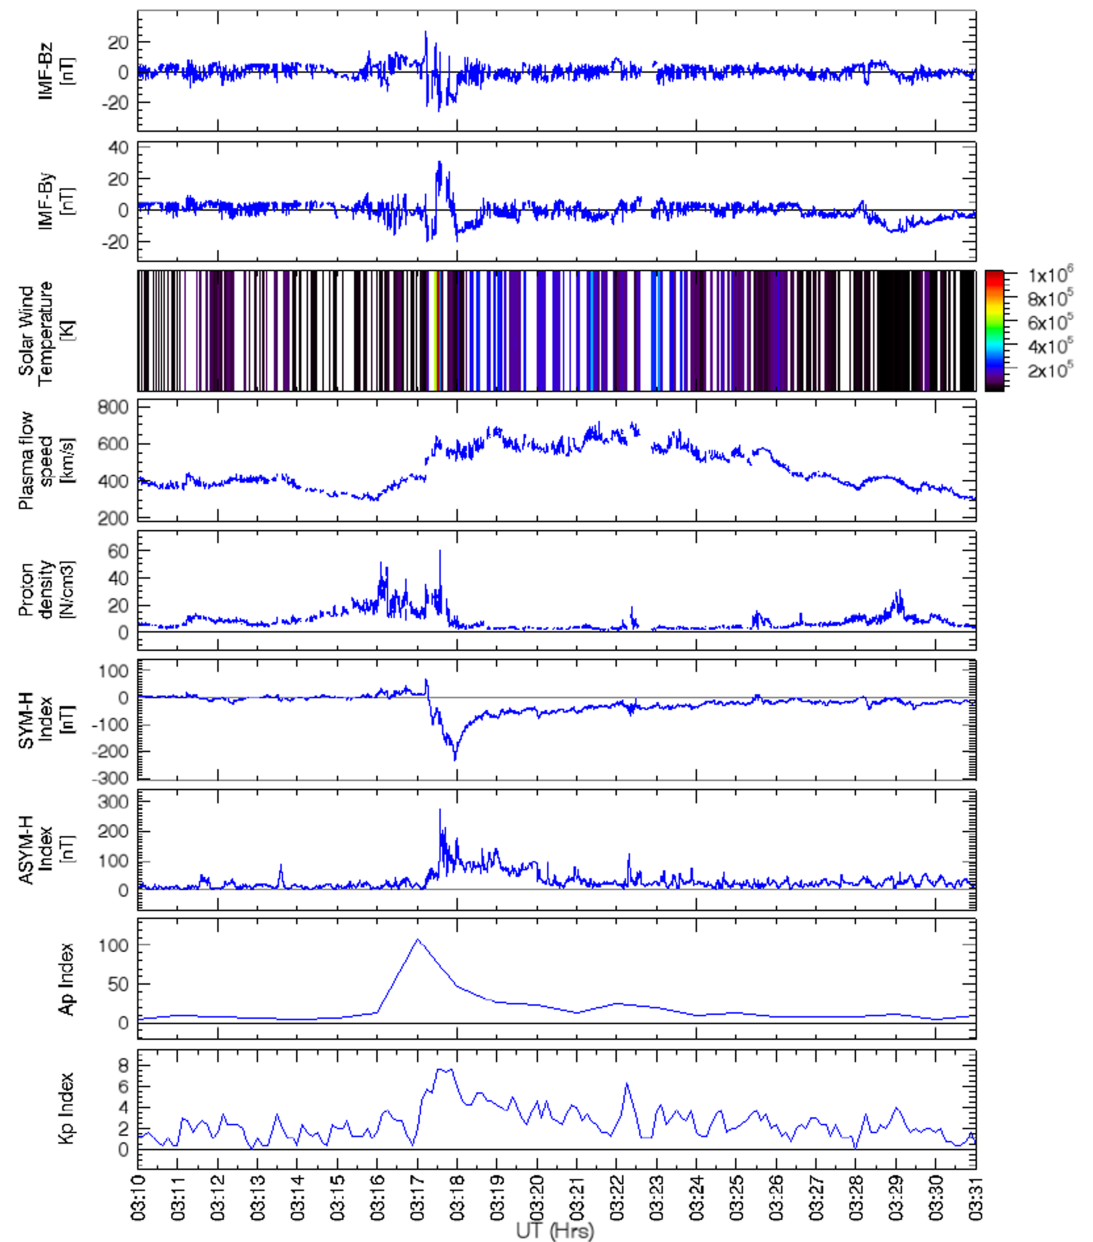 IMF-Bz
[nT]
20
0
-20
IMF-By
[nT]
40
20
0
-20
Solar Wind
Temperature
[K]
1x10⁶
8x10⁵
6x10⁵
4x10⁵
2x10⁵
Plasma flow
speed
[km/s]
800
600
400
200
Proton
density
[N/cm3]
60
40
20
0
SYM-H
Index
[nT]
100
0
-100
-200
-300
ASYM-H
Index
[nT]
300
200
100
0
Ap Index
100
50
0
Kp Index
8
6
4
2
0
03:10 03:11 03:12 03:13 03:14 03:15 03:16 03:17 03:18 03:19 03:20 03:21 03:22 03:23 03:24 03:25 03:26 03:27 03:28 03:29 03:30 03:31
UT (Hrs)